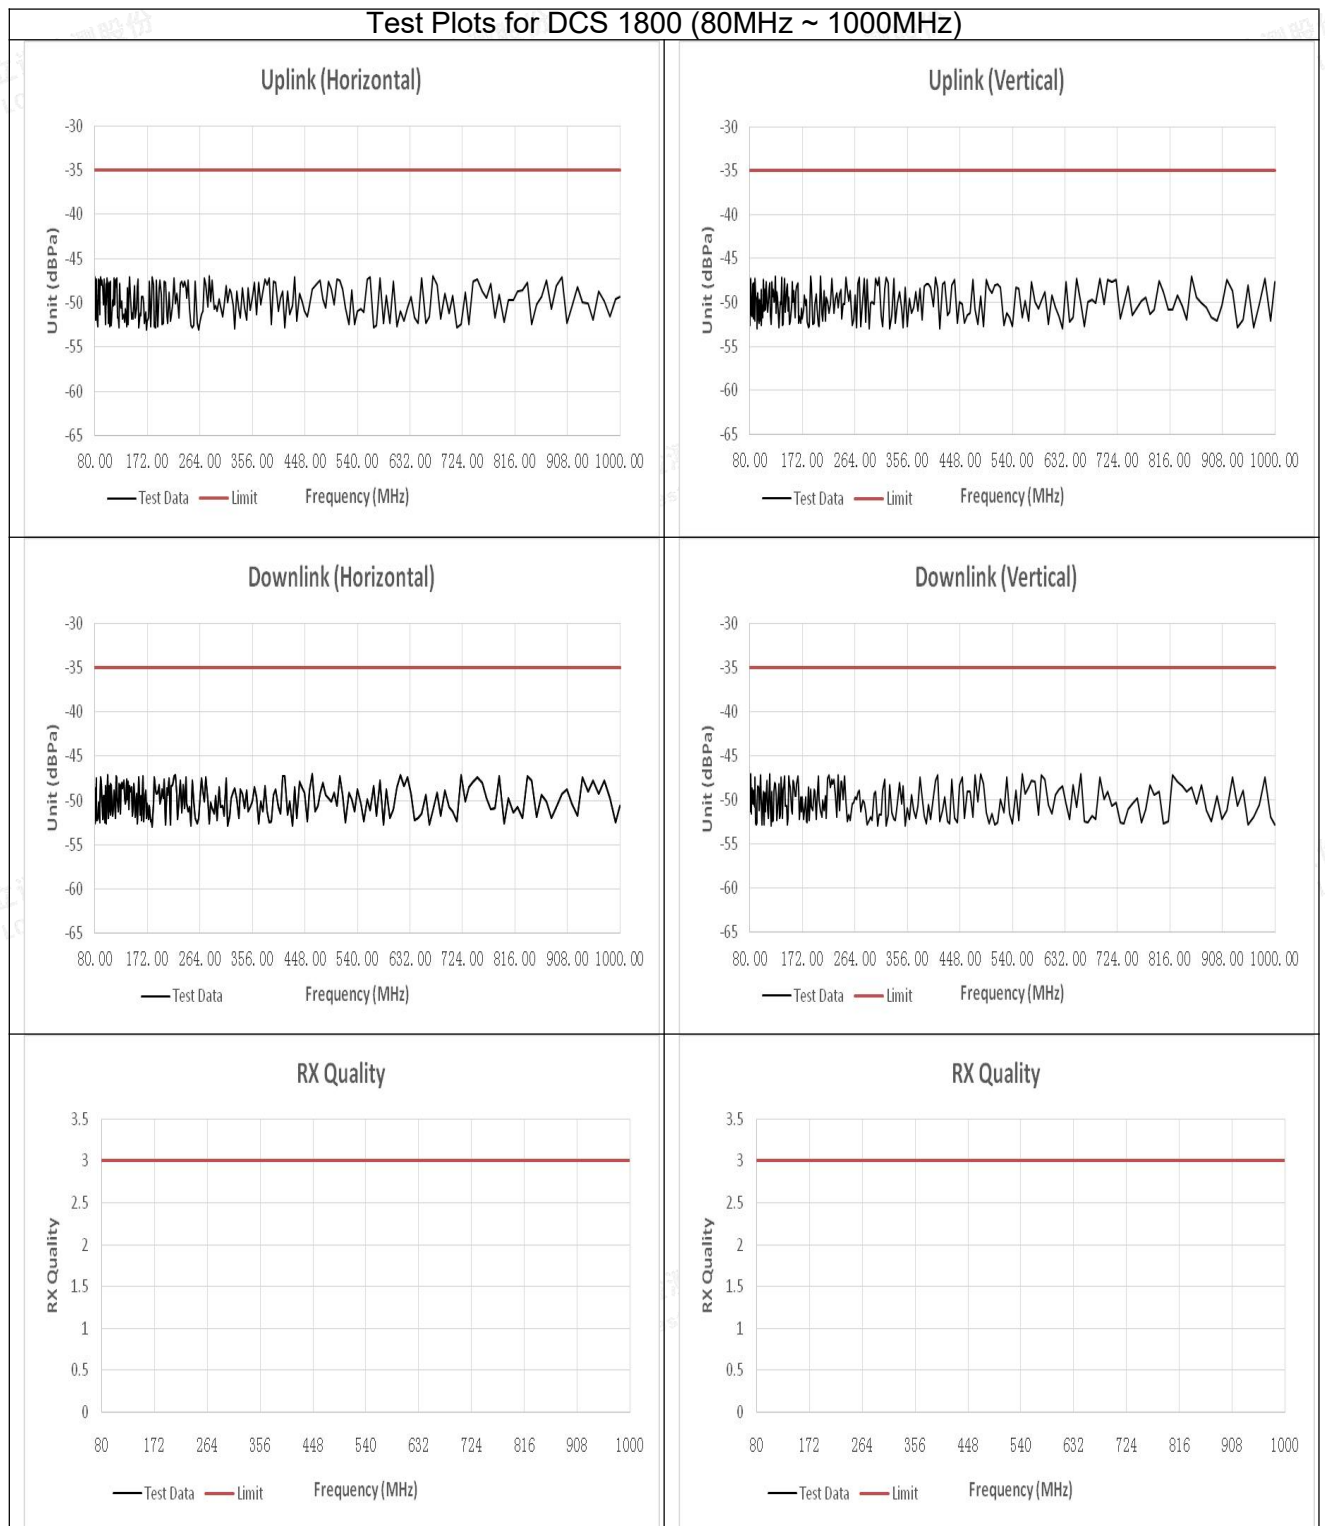 Test Plots for DCS 1800 (80MHz ~ 1000MHz)
Uplink (Horizontal)
-30
-35
-40
-45
-50
-55
-60
-65
Unit (dBPa)
80.00 172.00 264.00 356.00 448.00 540.00 632.00 724.00 816.00 908.00 1000.00
Test Data Limit Frequency (MHz)
Uplink (Vertical)
-30
-35
-40
-45
-50
-55
-60
-65
Unit (dBPa)
80.00 172.00 264.00 356.00 448.00 540.00 632.00 724.00 816.00 908.00 1000.00
Test Data Limit Frequency (MHz)
Downlink (Horizontal)
-30
-35
-40
-45
-50
-55
-60
-65
Unit (dBPa)
80.00 172.00 264.00 356.00 448.00 540.00 632.00 724.00 816.00 908.00 1000.00
Test Data Frequency (MHz)
Downlink (Vertical)
-30
-35
-40
-45
-50
-55
-60
-65
Unit (dBPa)
80.00 172.00 264.00 356.00 448.00 540.00 632.00 724.00 816.00 908.00 1000.00
Test Data Limit Frequency (MHz)
RX Quality
3.5
3
2.5
2
1.5
1
0.5
0
RX Quality
80 172 264 356 448 540 632 724 816 908 1000
Test Data Limit Frequency (MHz)
RX Quality
3.5
3
2.5
2
1.5
1
0.5
0
RX Quality
80 172 264 356 448 540 632 724 816 908 1000
Test Data Limit Frequency (MHz)